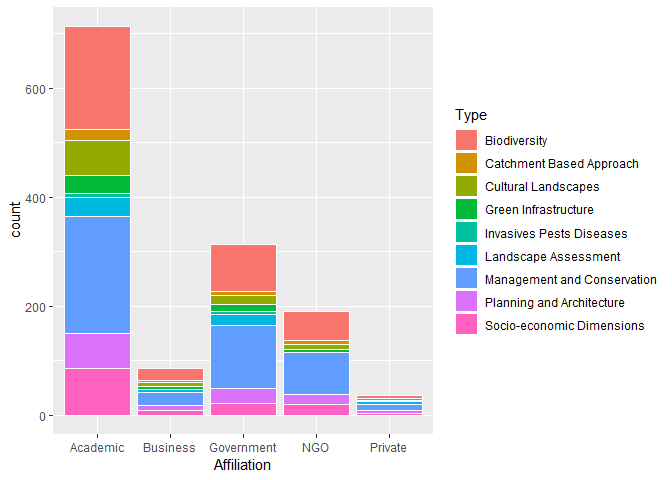 count
600
400
200
0
Academic Business Government NGO Private
Affiliation
Type
Biodiversity
Catchment Based Approach
Cultural Landscapes
Green Infrastructure
Invasives Pests Diseases
Landscape Assessment
Management and Conservation
Planning and Architecture
Socio-economic Dimensions